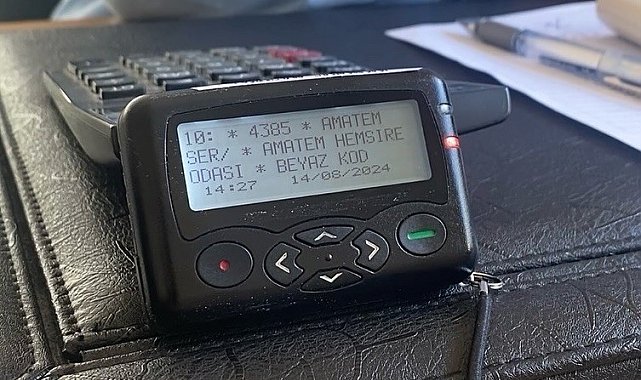 10: * 4385 * AMATEM
SER/ * AMATEM HEMSIRE
ODASI * BEYAZ KOD
14:27 14/08/2024